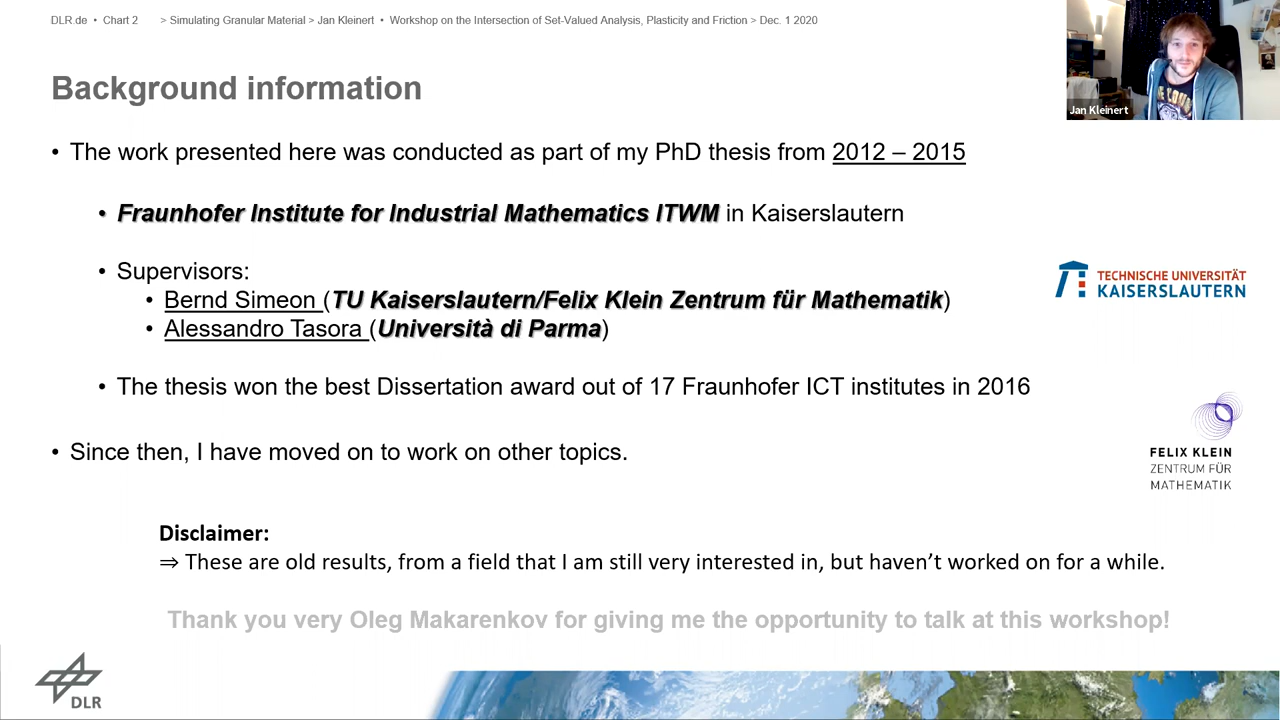 DLR.de • Chart 2 > Simulating Granular Material > Jan Kleinert • Workshop on the Intersection of Set-Valued Analysis, Plasticity and Friction > Dec. 1 2020
Jan Kleinert
Background information
• The work presented here was conducted as part of my PhD thesis from 2012 – 2015
• Fraunhofer Institute for Industrial Mathematics ITWM in Kaiserslautern
• Supervisors:
• Bernd Simeon (TU Kaiserslautern/Felix Klein Zentrum für Mathematik)
• Alessandro Tasora (Università di Parma)
TECHNISCHE UNIVERSITÄT
KAISERSLAUTERN
• The thesis won the best Dissertation award out of 17 Fraunhofer ICT institutes in 2016
• Since then, I have moved on to work on other topics.
FELIX KLEIN
ZENTRUM FÜR
MATHEMATIK
Disclaimer:
⇒ These are old results, from a field that I am still very interested in, but haven’t worked on for a while.
Thank you very Oleg Makarenkov for giving me the opportunity to talk at this workshop!
DLR